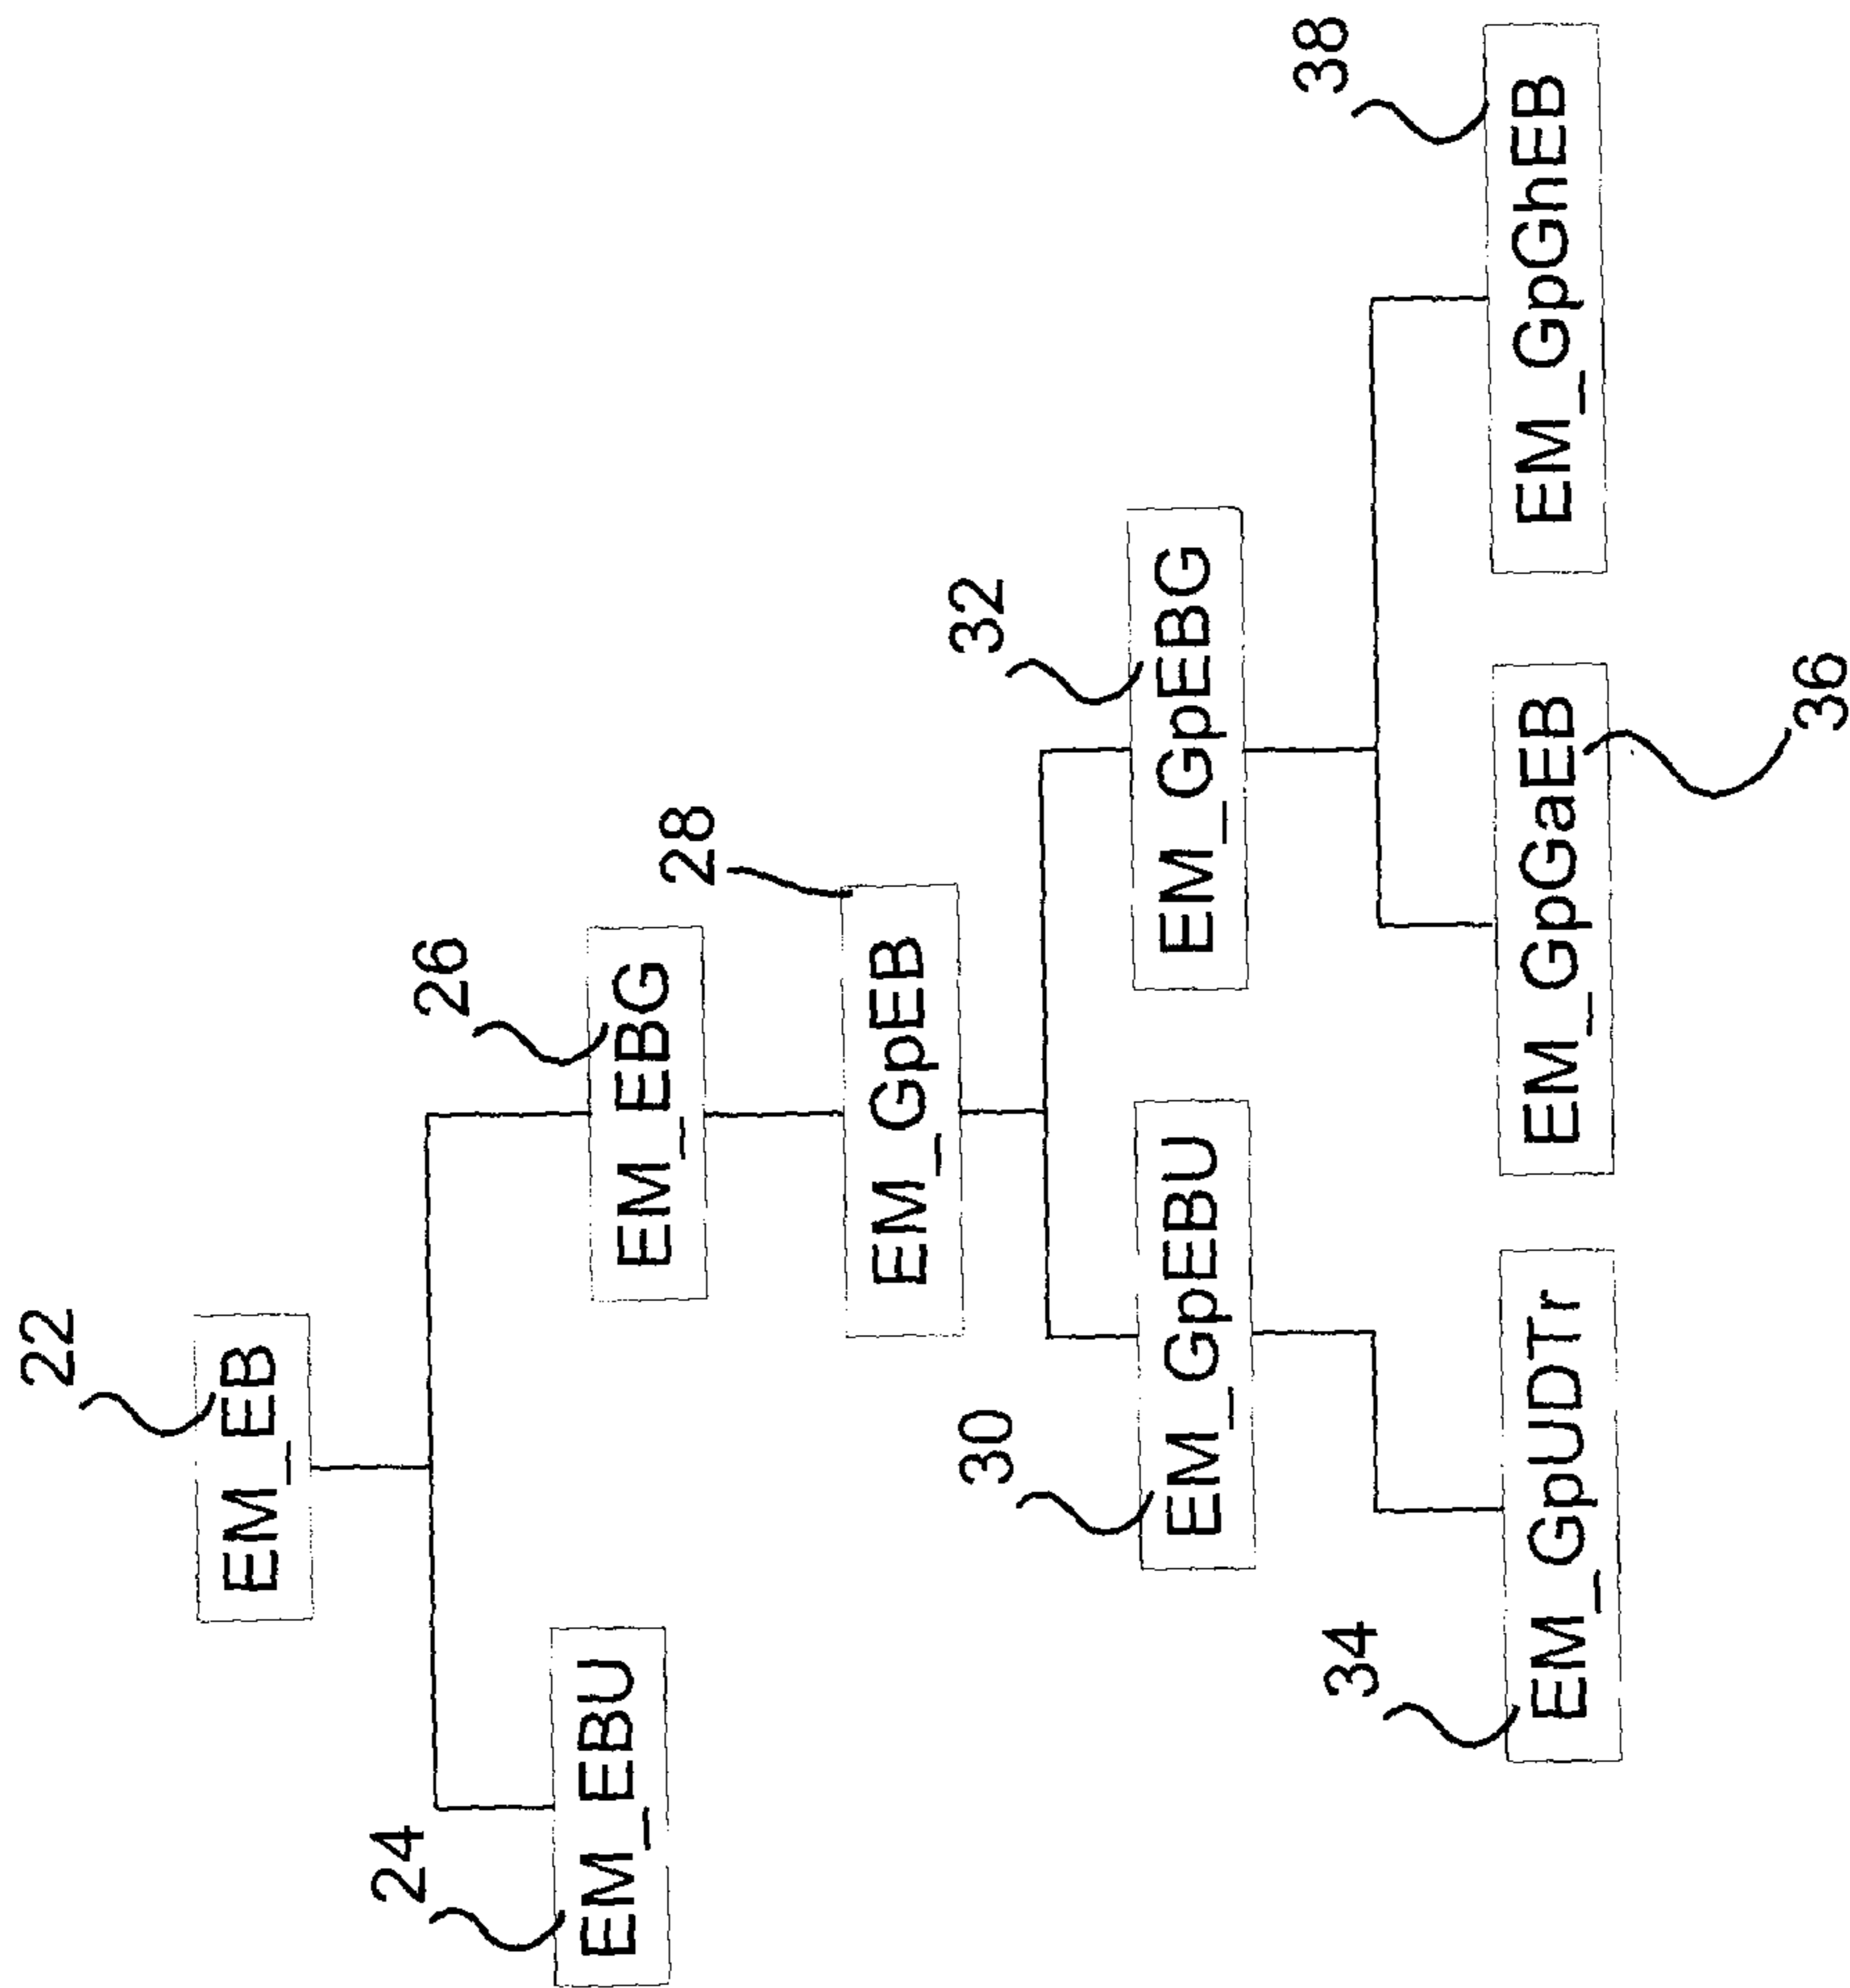 22
EM_EB
24
EM_EBU
26
EM_EBG
28
EM_GpEB
30
EM_GpEBU
32
EM_GpEBG
34
EM_GpUDTr
36
EM_GpGaEB
38
EM_GpGhEB